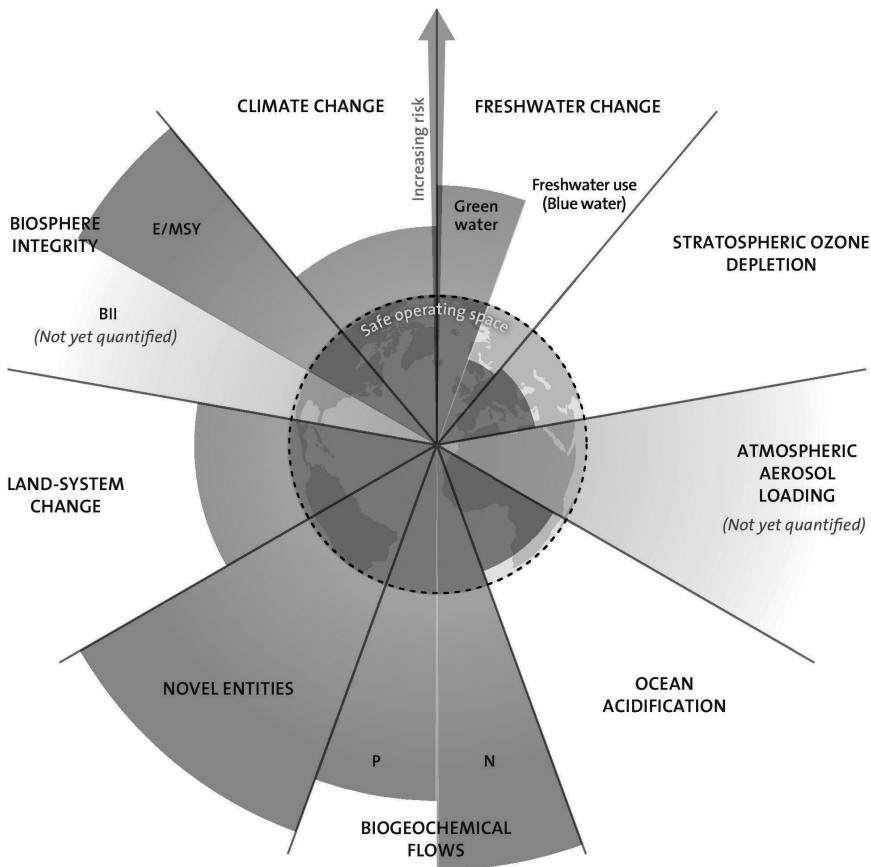 CLIMATE CHANGE
Increasing risk
FRESHWATER CHANGE
Green
water
Freshwater use
(Blue water)
STRATOSPHERIC OZONE
DEPLETION
BIOSPHERE
INTEGRITY
E/MSY
BII
(Not yet quantified)
Safe operating space
ATMOSPHERIC
AEROSOL
LOADING
(Not yet quantified)
LAND-SYSTEM
CHANGE
NOVEL ENTITIES
OCEAN
ACIDIFICATION
P
N
BIOGEOCHEMICAL
FLOWS